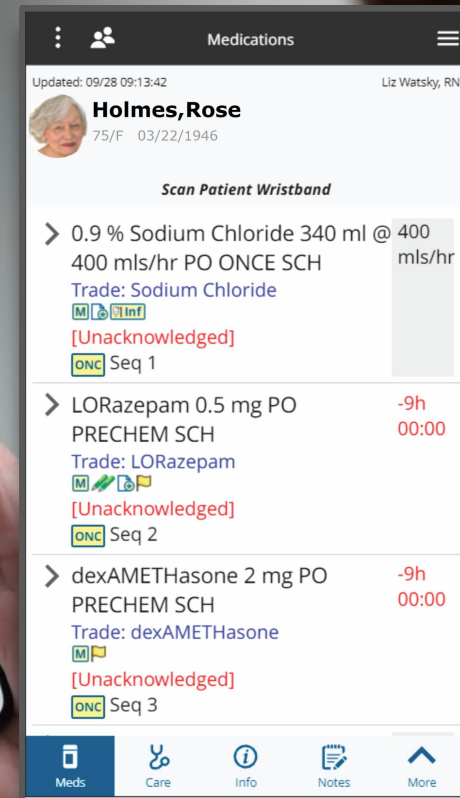 Medications
Updated: 09/28 09:13:42 Liz Watsky, RN
Holmes,Rose
75/F 03/22/1946
Scan Patient Wristband
0.9 % Sodium Chloride 340 ml @ 400
400 mls/hr PO ONCE SCH mls/hr
Trade: Sodium Chloride
M Inf
[Unacknowledged]
ONC Seq 1
LORazepam 0.5 mg PO -9h
PRECHEM SCH 00:00
Trade: LORazepam
M
[Unacknowledged]
ONC Seq 2
dexAMETHasone 2 mg PO -9h
PRECHEM SCH 00:00
Trade: dexAMETHasone
M
[Unacknowledged]
ONC Seq 3
Meds Care Info Notes More